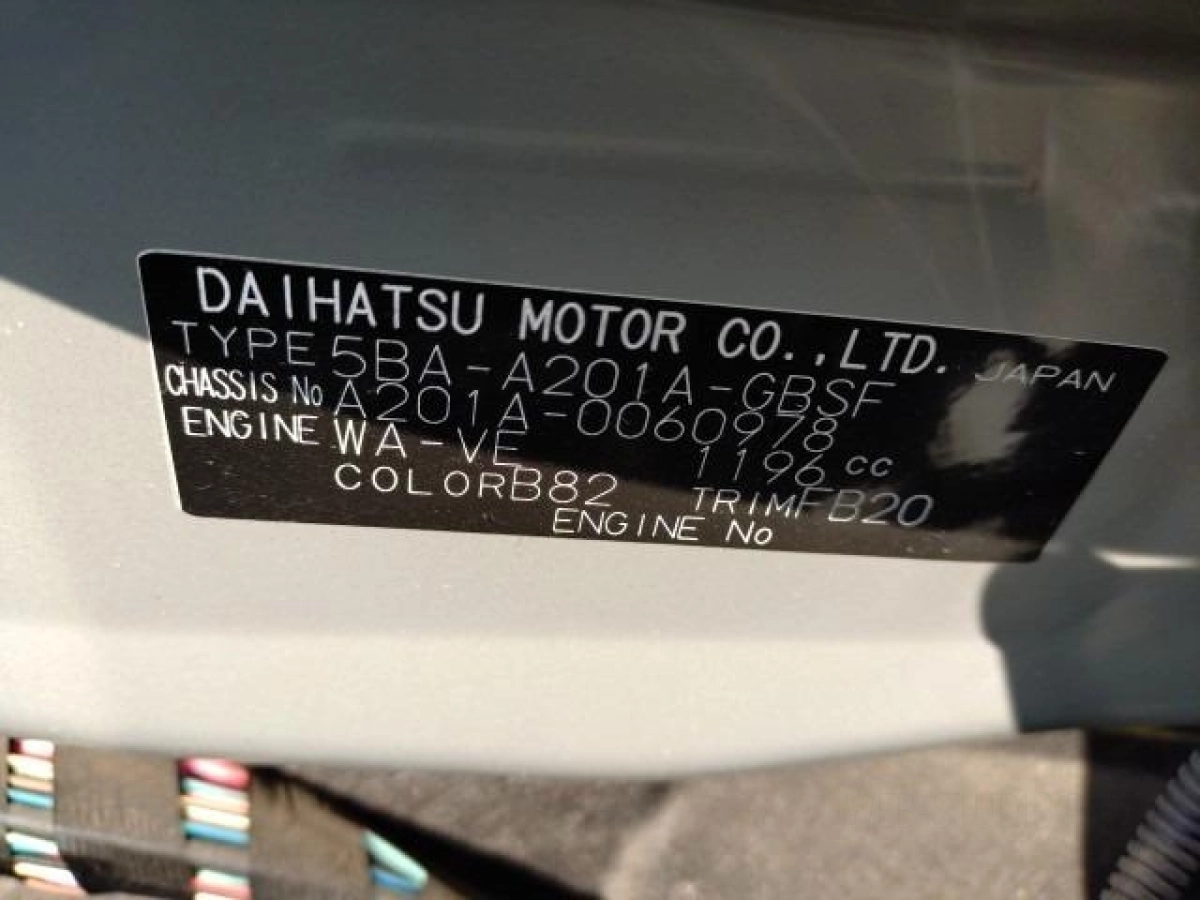 DAIHATSU MOTOR CO.,LTD. JAPAN
TYPE 5BA-A201A-GBSF
CHASSIS No A201A-0060978
ENGINE WA-VE 1196 cc
COLOR B82 TRIM FB20
ENGINE No